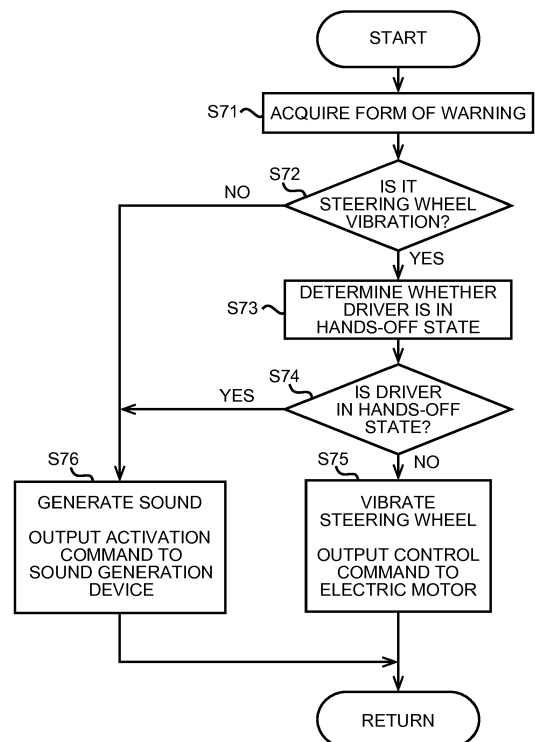 START
S71
ACQUIRE FORM OF WARNING
S72
IS IT
STEERING WHEEL
VIBRATION?
NO
YES
S73
DETERMINE WHETHER
DRIVER IS IN
HANDS-OFF STATE
S74
IS DRIVER
IN HANDS-OFF
STATE?
YES
NO
S76
GENERATE SOUND
OUTPUT ACTIVATION
COMMAND TO
SOUND GENERATION
DEVICE
S75
VIBRATE
STEERING WHEEL
OUTPUT CONTROL
COMMAND TO
ELECTRIC MOTOR
RETURN